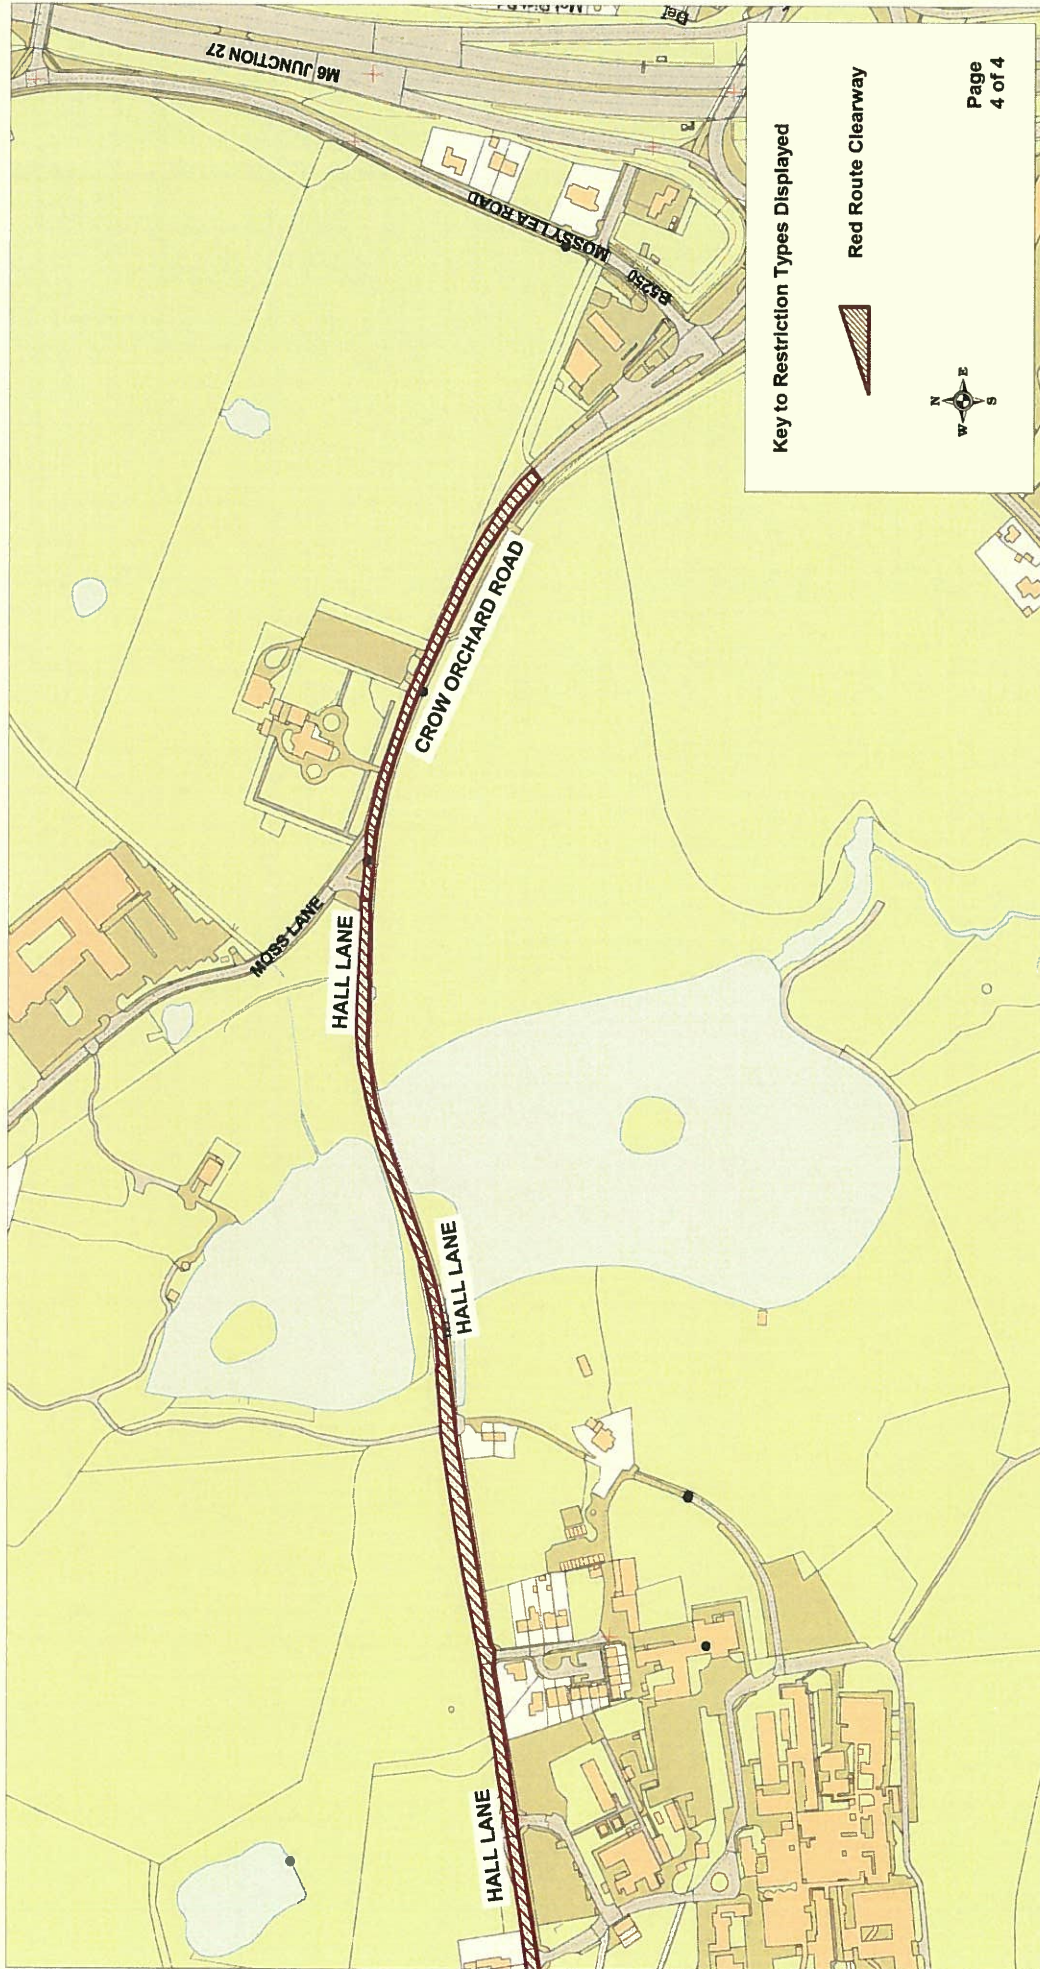 M6 JUNCTION 27
MOSSY LEA ROAD
B5250
CROW ORCHARD ROAD
MOSS LANE
HALL LANE
HALL LANE
HALL LANE
Key to Restriction Types Displayed
Red Route Clearway
N
W
E
S
Page
4 of 4